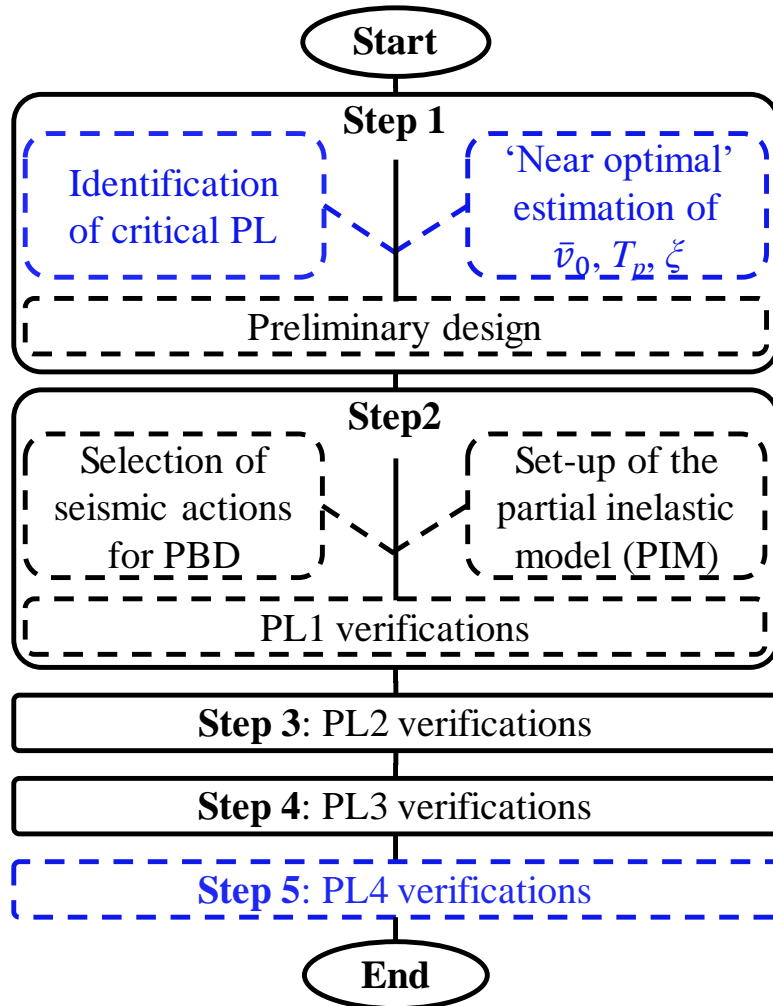 Start
Step 1
Identification
of critical PL
‘Near optimal’
estimation of
v̄₀, Tₚ, ξ
Preliminary design
Step2
Selection of
seismic actions
for PBD
Set-up of the
partial inelastic
model (PIM)
PL1 verifications
Step 3: PL2 verifications
Step 4: PL3 verifications
Step 5: PL4 verifications
End